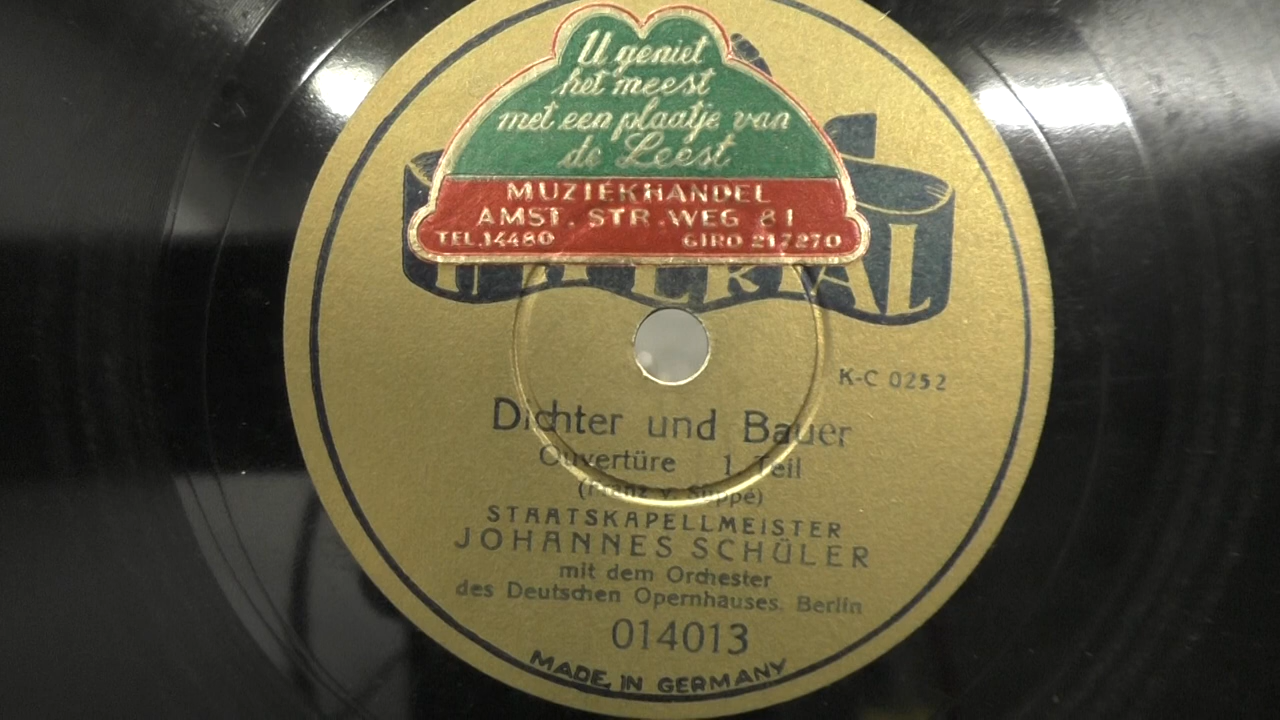 U geniet
het meest
met een plaatje van
de Leest
MUZIEKHANDEL
AMST. STR.WEG 81
TEL.14480 GIRO 217270
K-C 0252
Dichter und Bauer
Ouvertüre 1. Teil
(Franz v. Suppé)
STAATSKAPELLMEISTER
JOHANNES SCHÜLER
mit dem Orchester
des Deutschen Opernhauses, Berlin
014013
MADE IN GERMANY